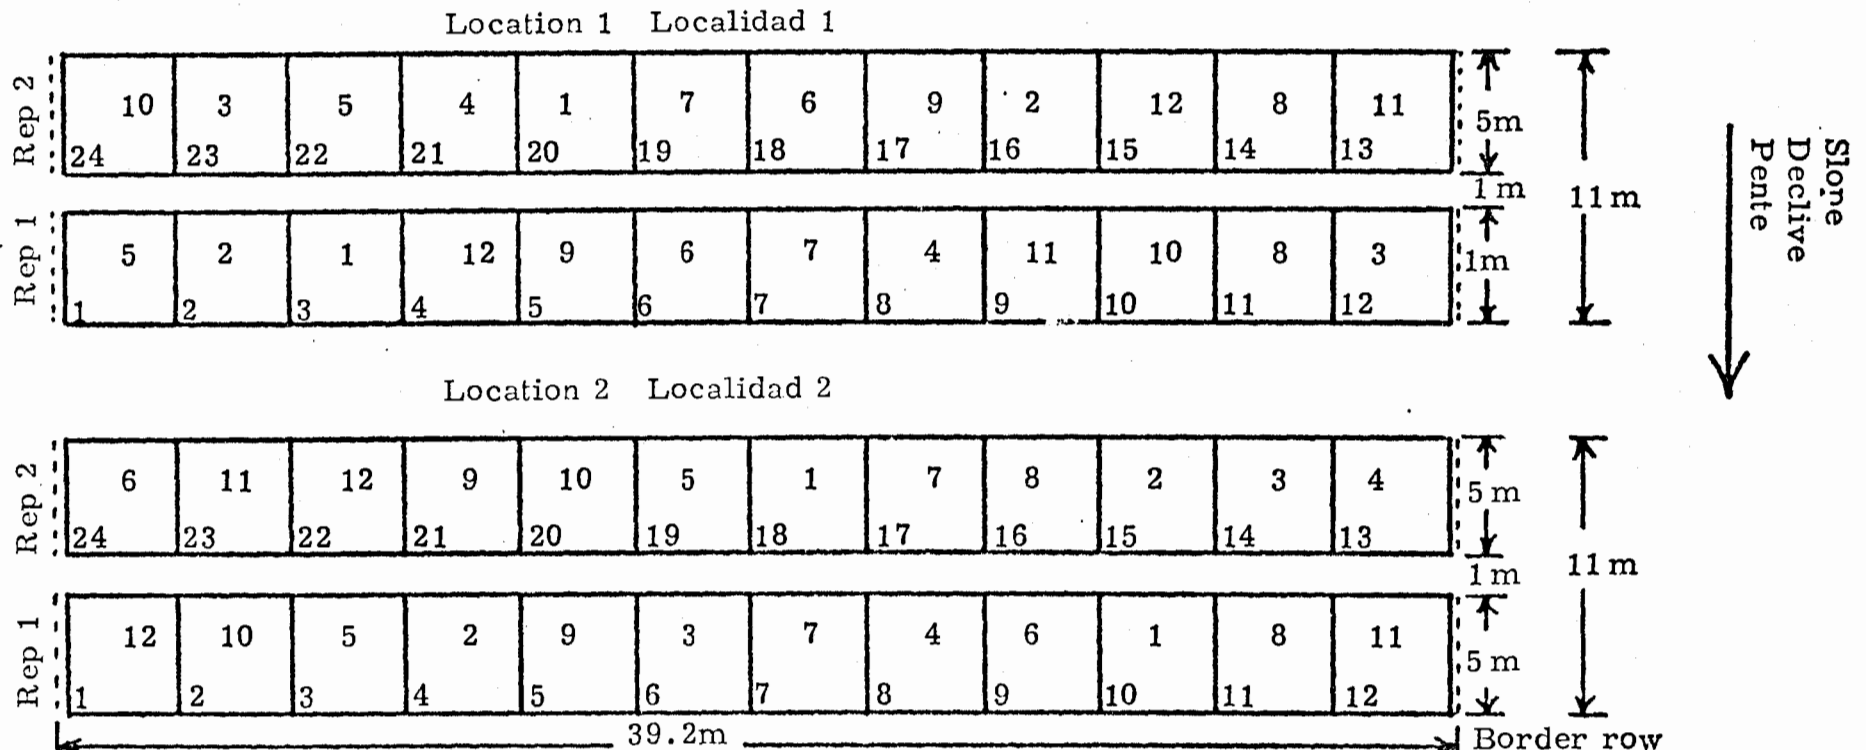 Location 1 Localidad 1
Rep 2
10 3 5 4 1 7 6 9 2 12 8 11
24 23 22 21 20 19 18 17 16 15 14 13
5m
1 m
11 m
Slope
Declive
Pente
Rep 1
5 2 1 12 9 6 7 4 11 10 8 3
1 2 3 4 5 6 7 8 9 10 11 12
1m
Location 2 Localidad 2
Rep 2
6 11 12 9 10 5 1 7 8 2 3 4
24 23 22 21 20 19 18 17 16 15 14 13
5 m
1 m
11 m
Rep 1
12 10 5 2 9 3 7 4 6 1 8 11
1 2 3 4 5 6 7 8 9 10 11 12
5 m
39.2m
Border row